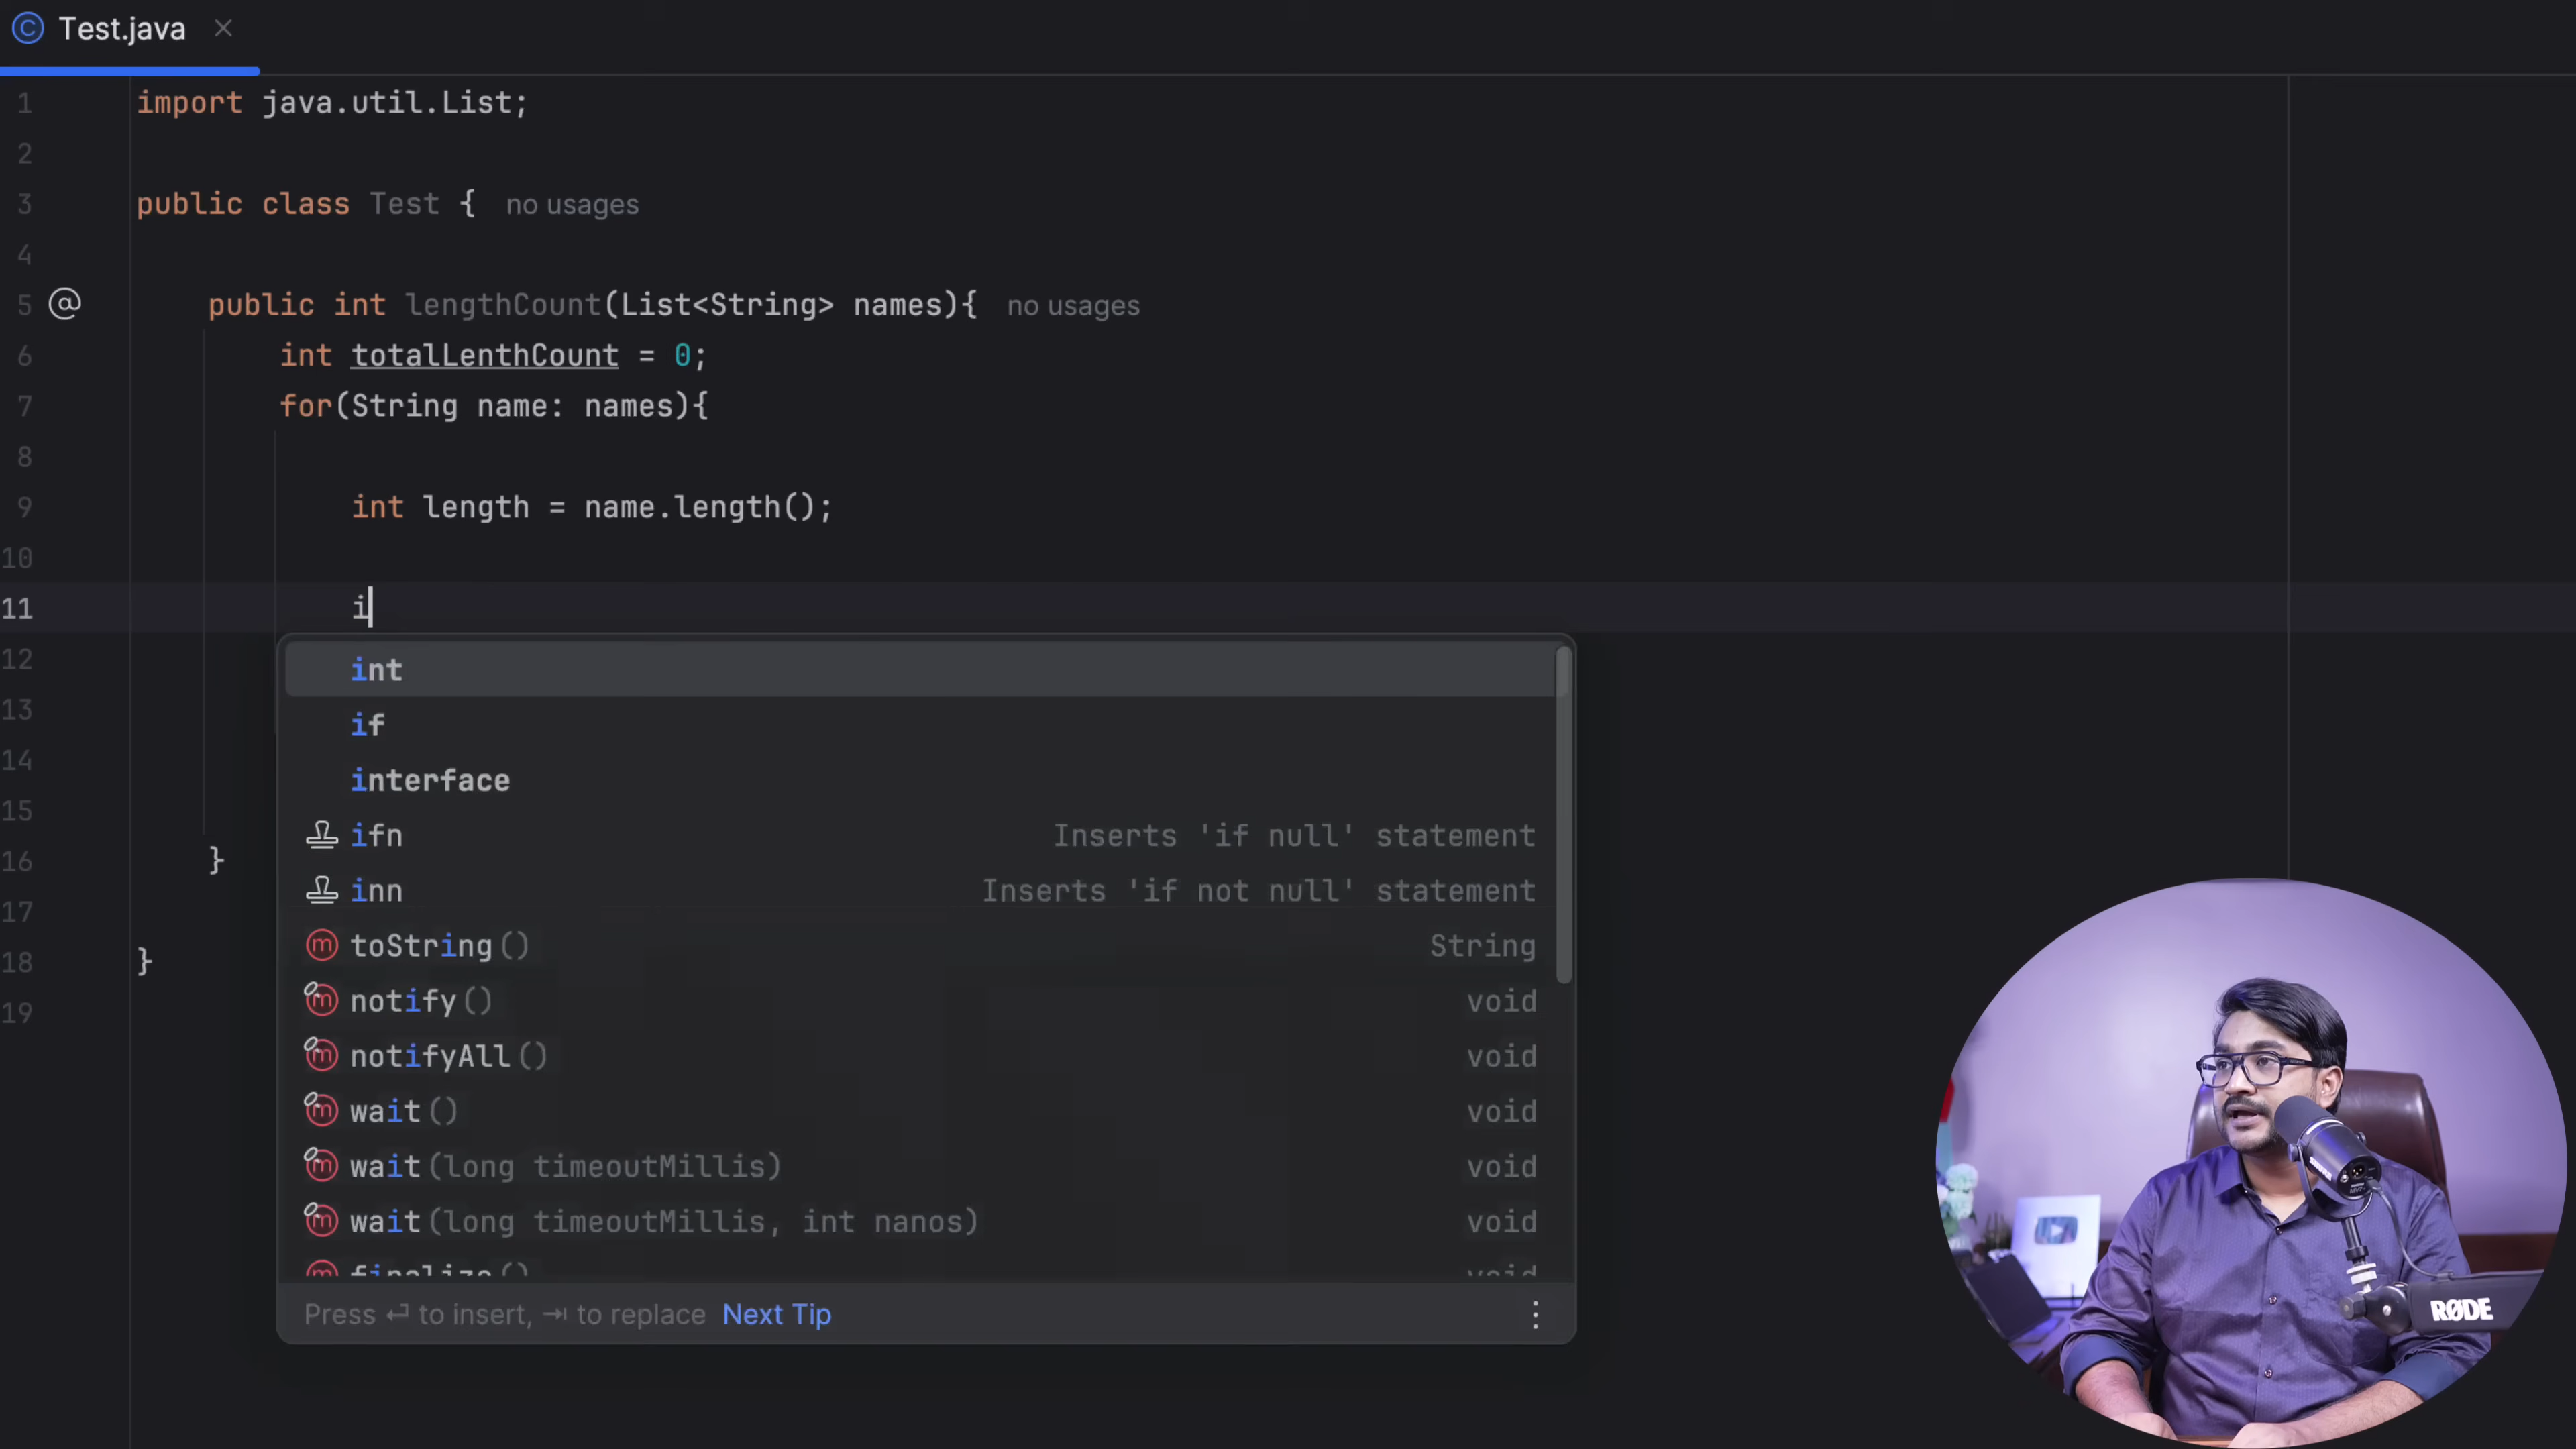 Test.java
1 import java.util.List;
2
3 public class Test { no usages
4
5 @ public int lengthCount(List<String> names){ no usages
6 int totalLenthCount = 0;
7 for(String name: names){
8
9 int length = name.length();
10
11 i
12
int
13
if
14
interface
15
ifn Inserts 'if null' statement
16 }
17
inn Inserts 'if not null' statement
18 }
toString() String
19
notify() void
notifyAll() void
wait() void
wait(long timeoutMillis) void
wait(long timeoutMillis, int nanos) void
finalize() void
Press ⏎ to insert, ⇥ to replace Next Tip
RØDE